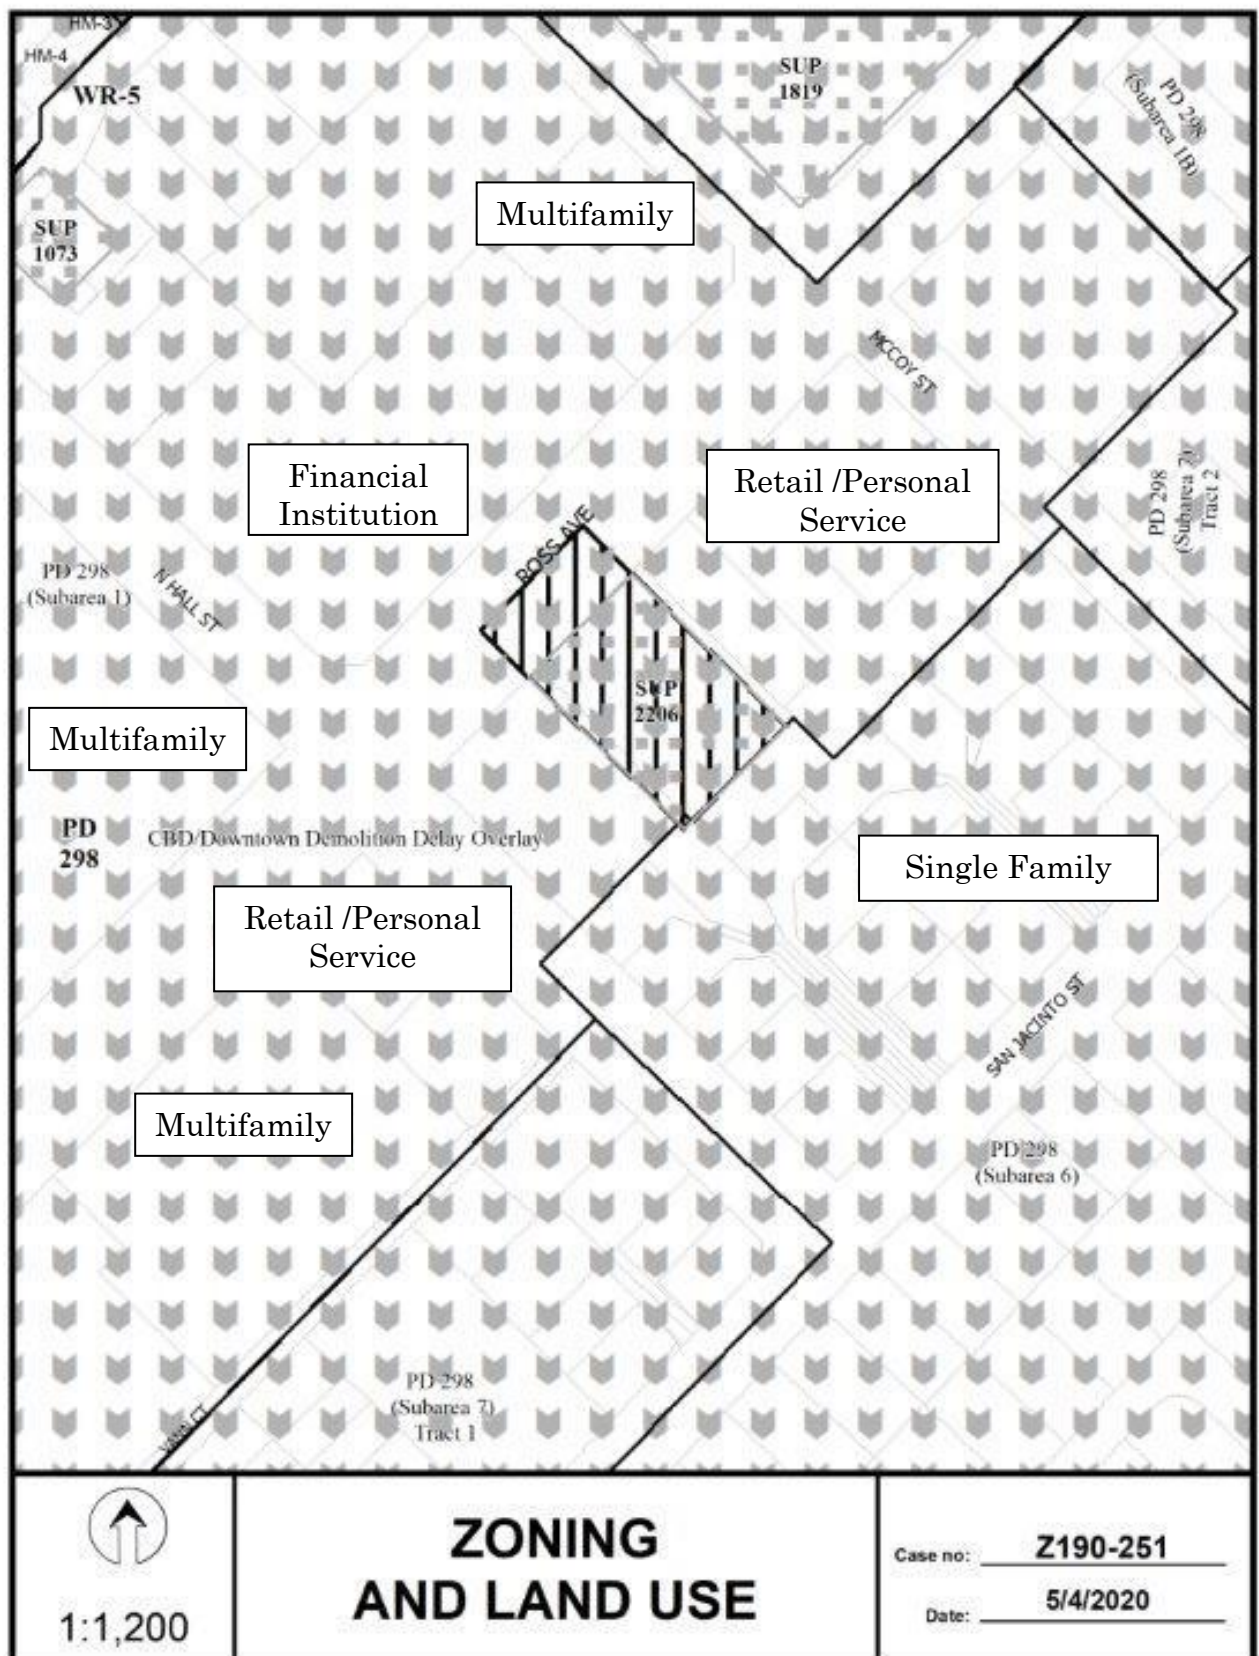 HM-3
HM-4
WR-5
SUP
1819
PD 298
(Subarea 1B)
Multifamily
SUP
1073
MCCOY ST
Financial
Institution
Retail /Personal
Service
PD 298
(Subarea 7)
Tract 2
ROSS AVE
PD 298
(Subarea 1)
N HALL ST
SUP
2206
Multifamily
PD
298
CBD/Downtown Demolition Delay Overlay
Single Family
Retail /Personal
Service
SAN JACINTO ST
Multifamily
PD 298
(Subarea 6)
PD 298
(Subarea 7)
Tract 1
1:1,200
ZONING
AND LAND USE
Case no: Z190-251
Date: 5/4/2020